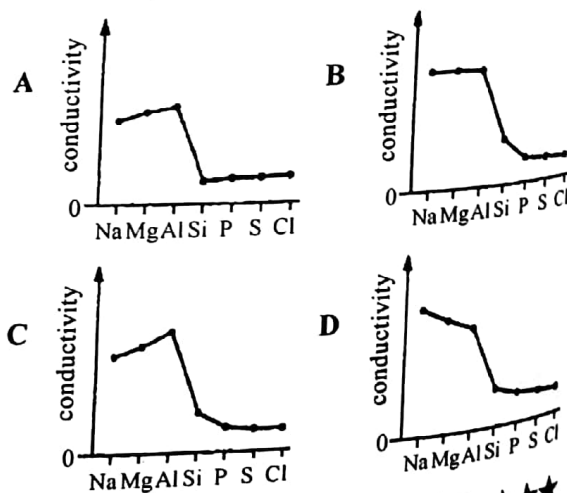 A
conductivity
0
Na Mg Al Si P S Cl
B
conductivity
0
Na Mg Al Si P S Cl
C
conductivity
0
Na Mg Al Si P S Cl
D
conductivity
0
Na Mg Al Si P S Cl